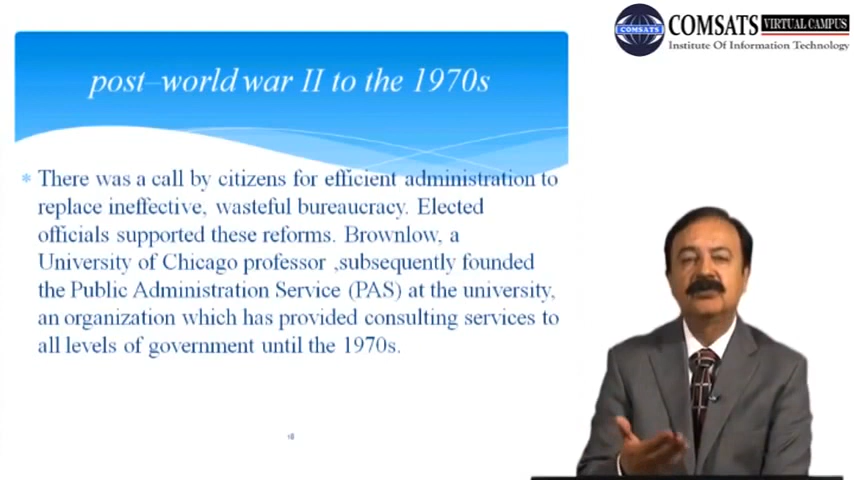 COMSATS VIRTUAL CAMPUS
Institute Of Information Technology
COMSATS
post–world war II to the 1970s
There was a call by citizens for efficient administration to
replace ineffective, wasteful bureaucracy. Elected
officials supported these reforms. Brownlow, a
University of Chicago professor ,subsequently founded
the Public Administration Service (PAS) at the university,
an organization which has provided consulting services to
all levels of government until the 1970s.